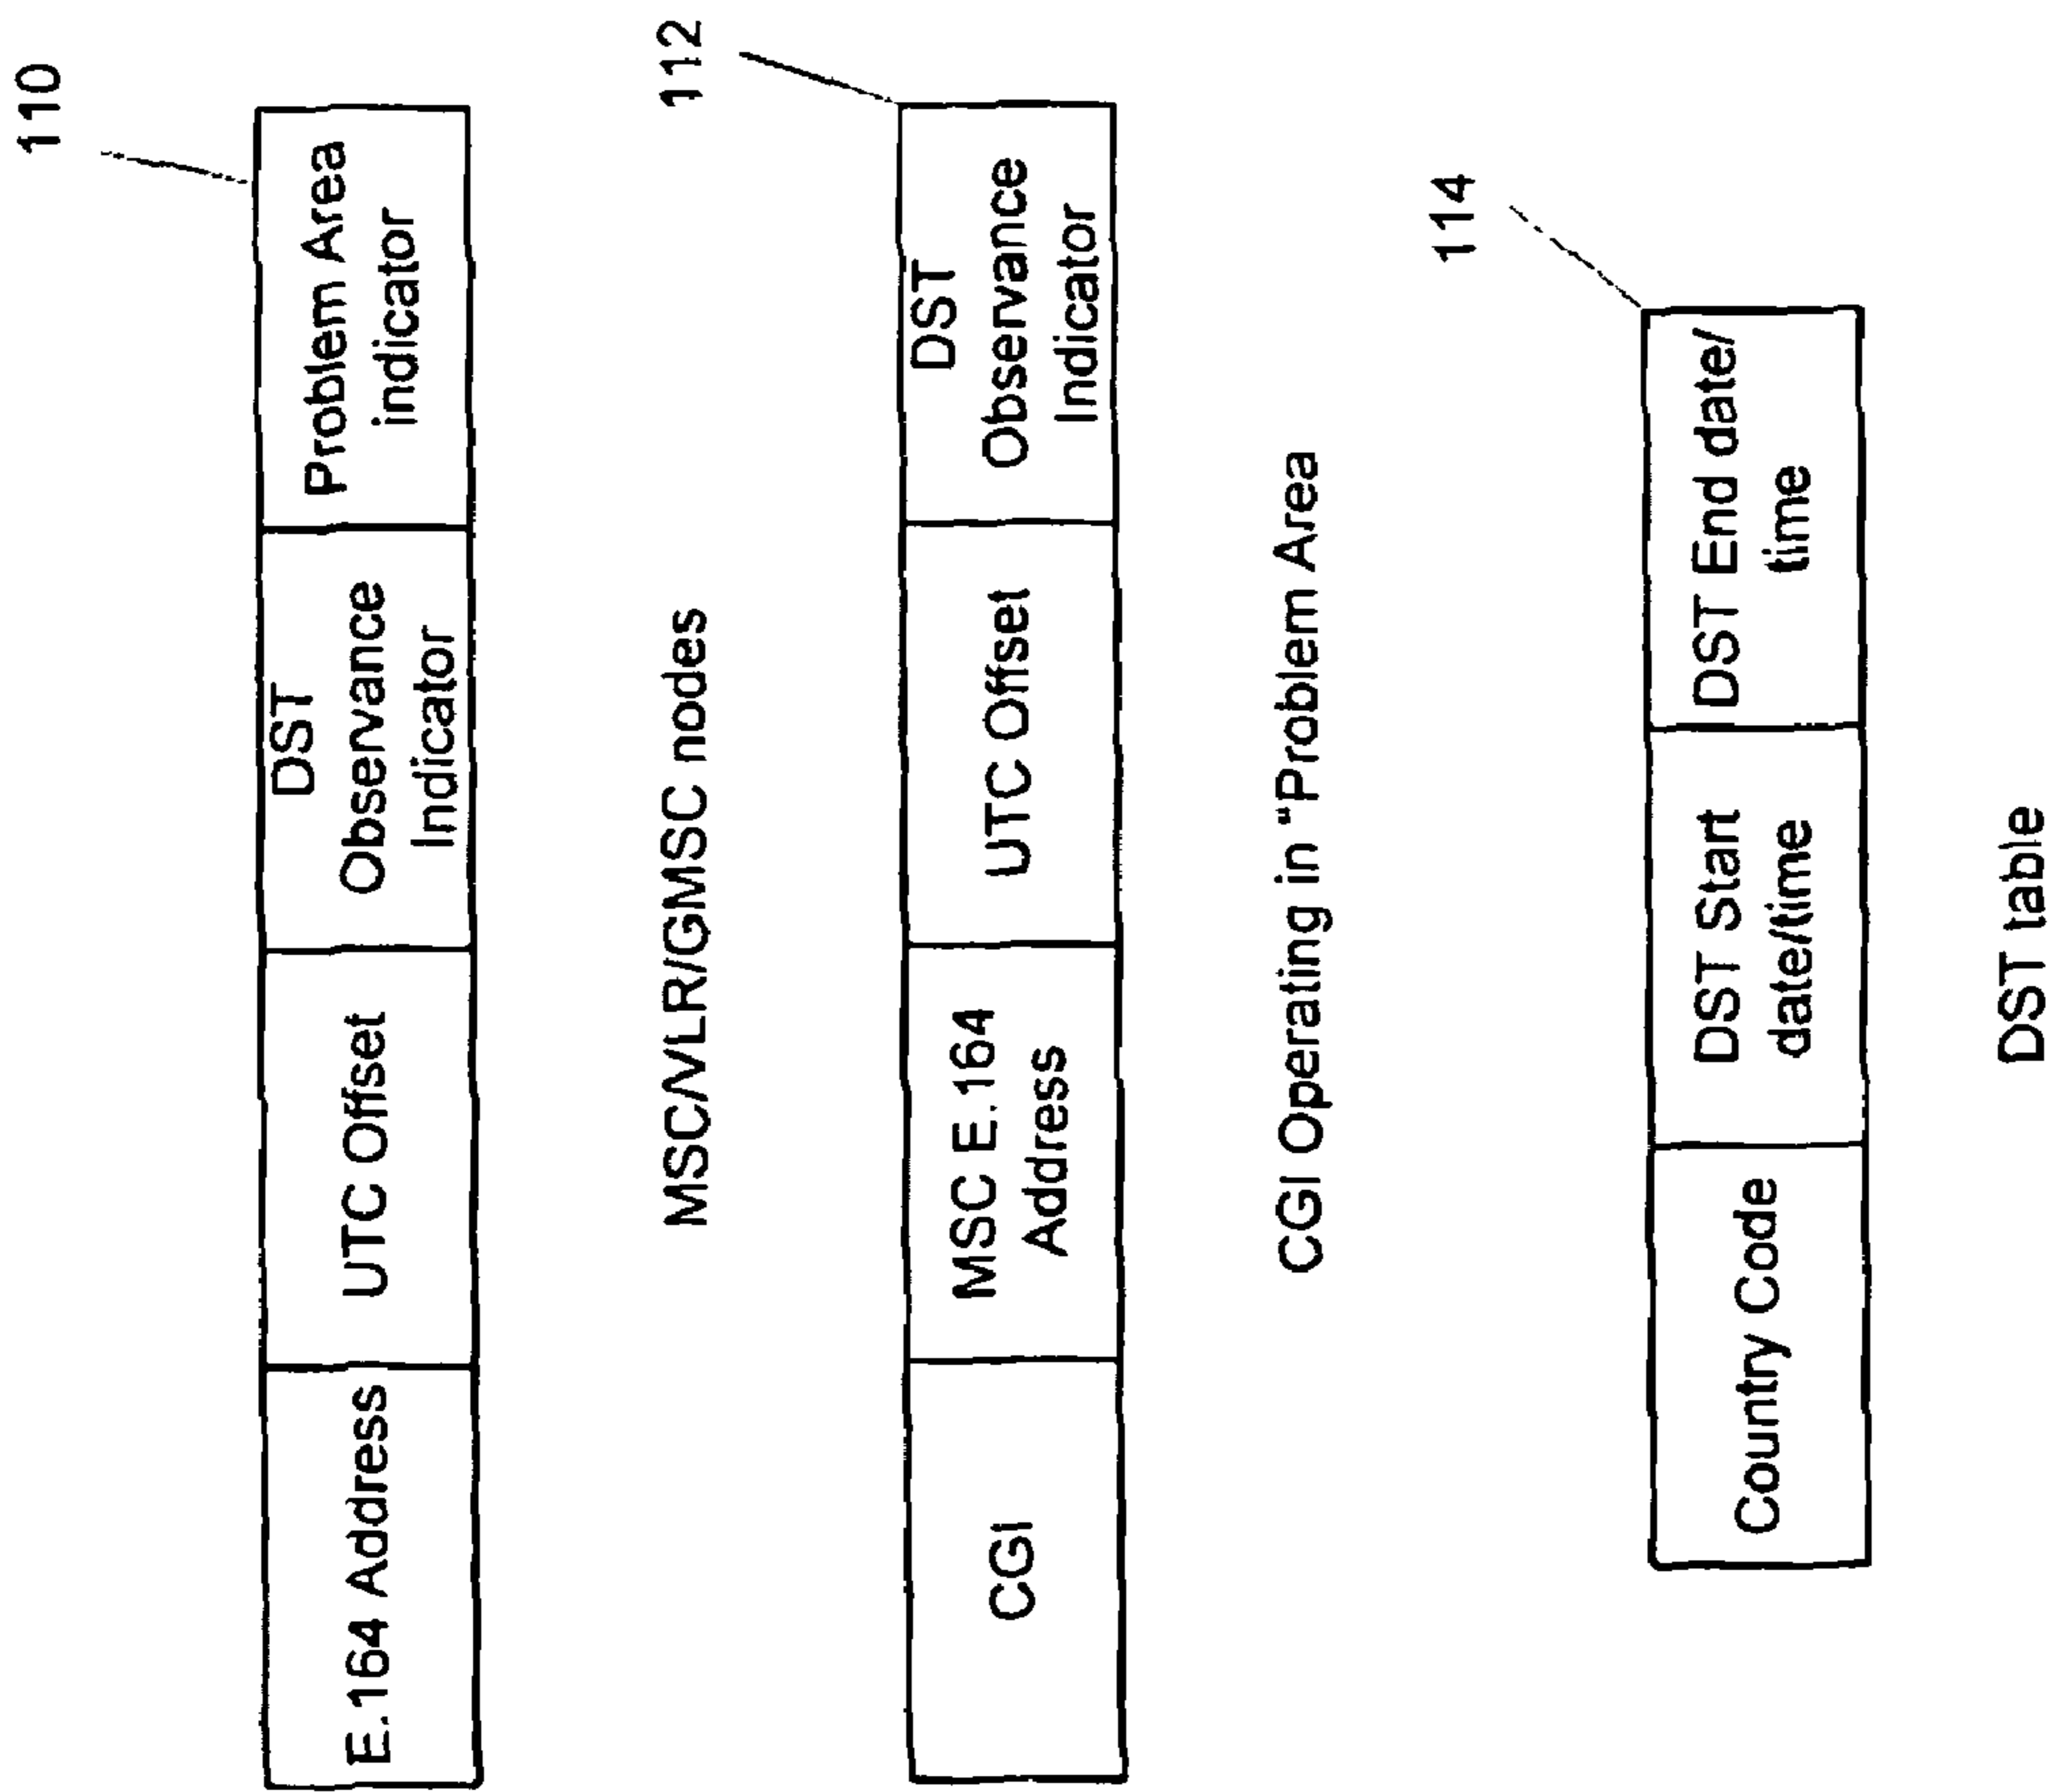 110
E.164 Address
UTC Offset
DST
Observance
Indicator
Problem Area
indicator
MSC/VLR/GMSC nodes
112
CGI
MSC E.164
Address
UTC Offset
DST
Observance
Indicator
CGI Operating in "Problem Area
114
Country Code
DST Start
date/time
DST End date/
time
DST table